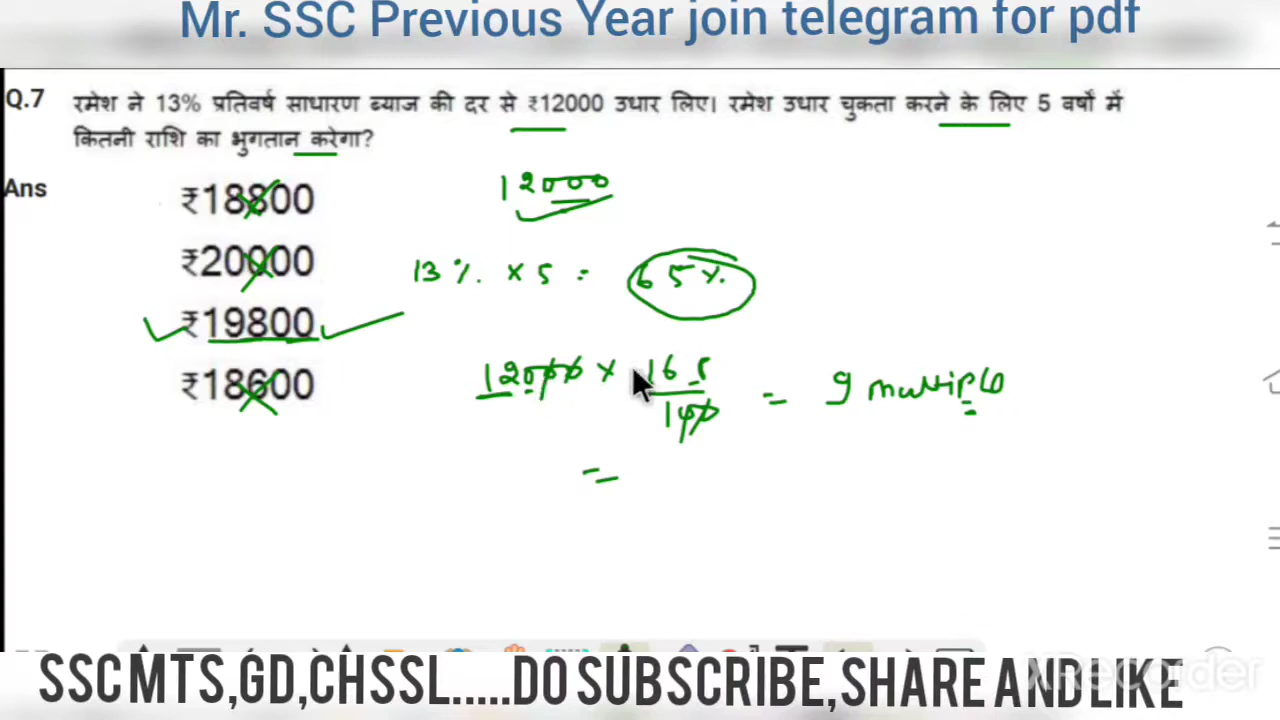 Mr. SSC Previous Year join telegram for pdf
Q.7 रमेश ने 13% प्रतिवर्ष साधारण ब्याज की दर से ₹12000 उधार लिए। रमेश उधार चुकता करने के लिए 5 वर्षों में
कितनी राशि का भुगतान करेगा?
Ans
₹18800
12000
₹20000
13% × 5 = 65%
₹19800
12000 × 165/100 = 9 multiple
₹18600
=
SSC MTS,GD,CHSSL.....DO SUBSCRIBE,SHARE AND LIKE
XRecorder